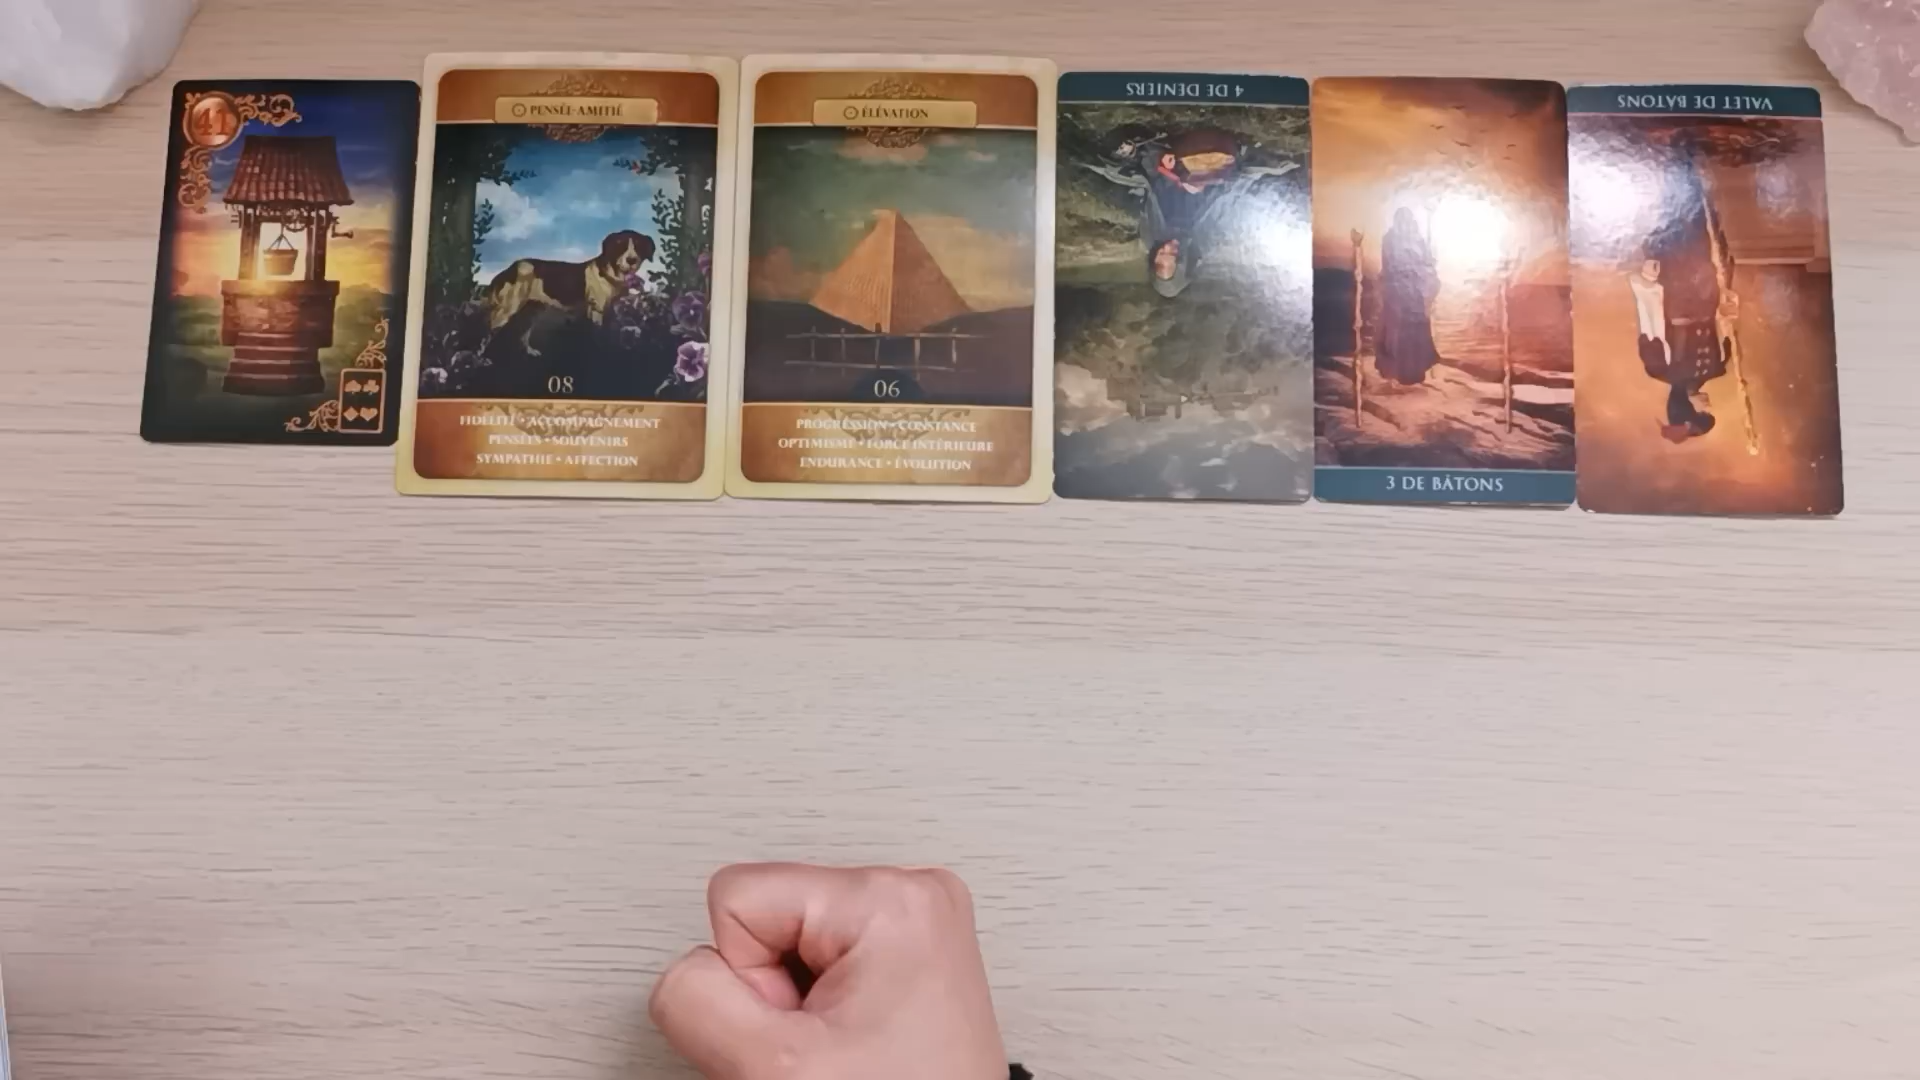 41
PENSÉE-AMITIÉ
08
FIDÉLITÉ • ACCOMPAGNEMENT
PENSÉES • SOUVENIRS
SYMPATHIE • AFFECTION
ÉLÉVATION
06
PROGRESSION • CONSTANCE
OPTIMISME • FORCE INTÉRIEURE
ENDURANCE • ÉVOLUTION
4 DE DENIERS
3 DE BÂTONS
VALET DE BÂTONS